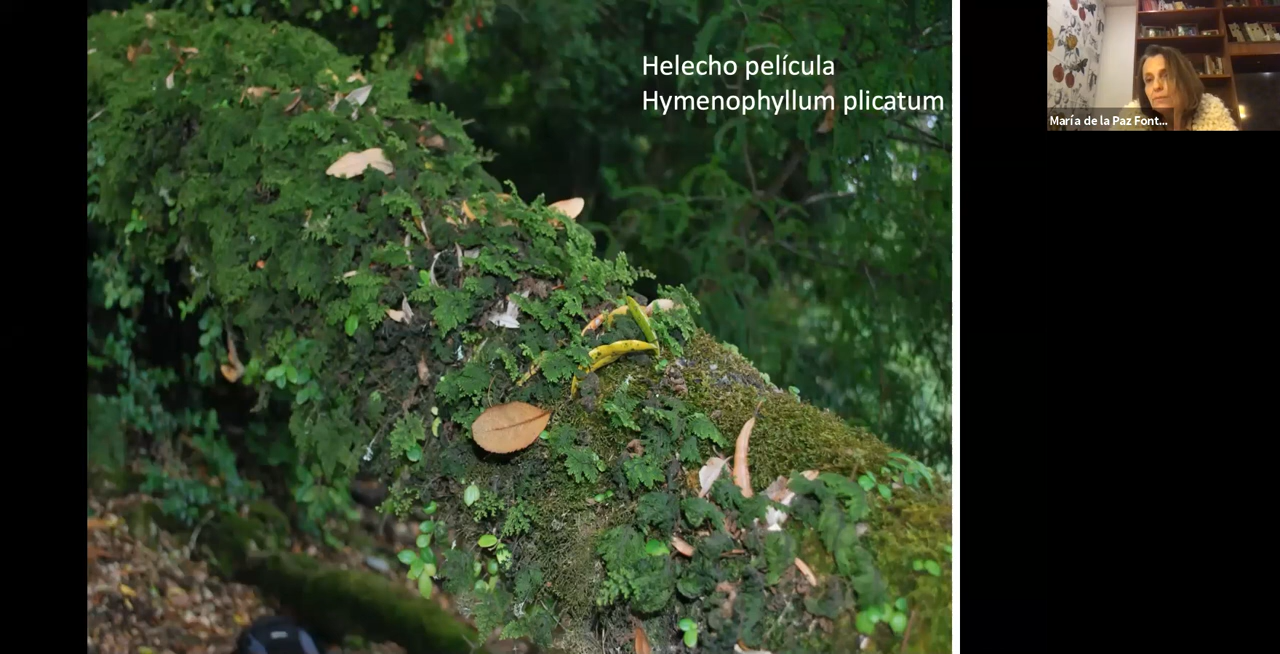 Helecho película
Hymenophyllum plicatum
María de la Paz Font...